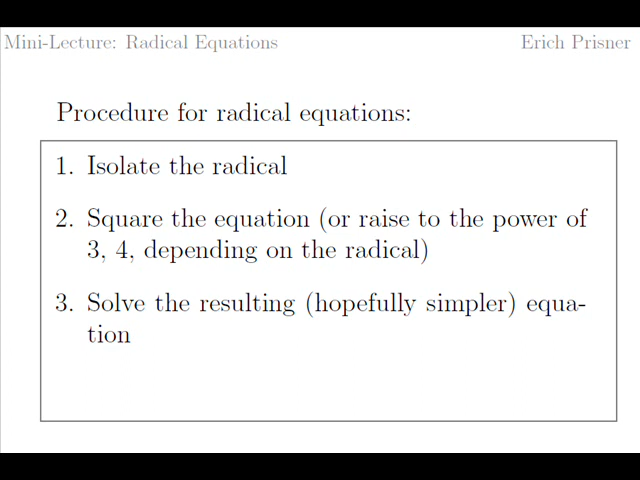 Mini-Lecture: Radical Equations Erich Prisner
Procedure for radical equations:
1. Isolate the radical
2. Square the equation (or raise to the power of
3, 4, depending on the radical)
3. Solve the resulting (hopefully simpler) equa-
tion